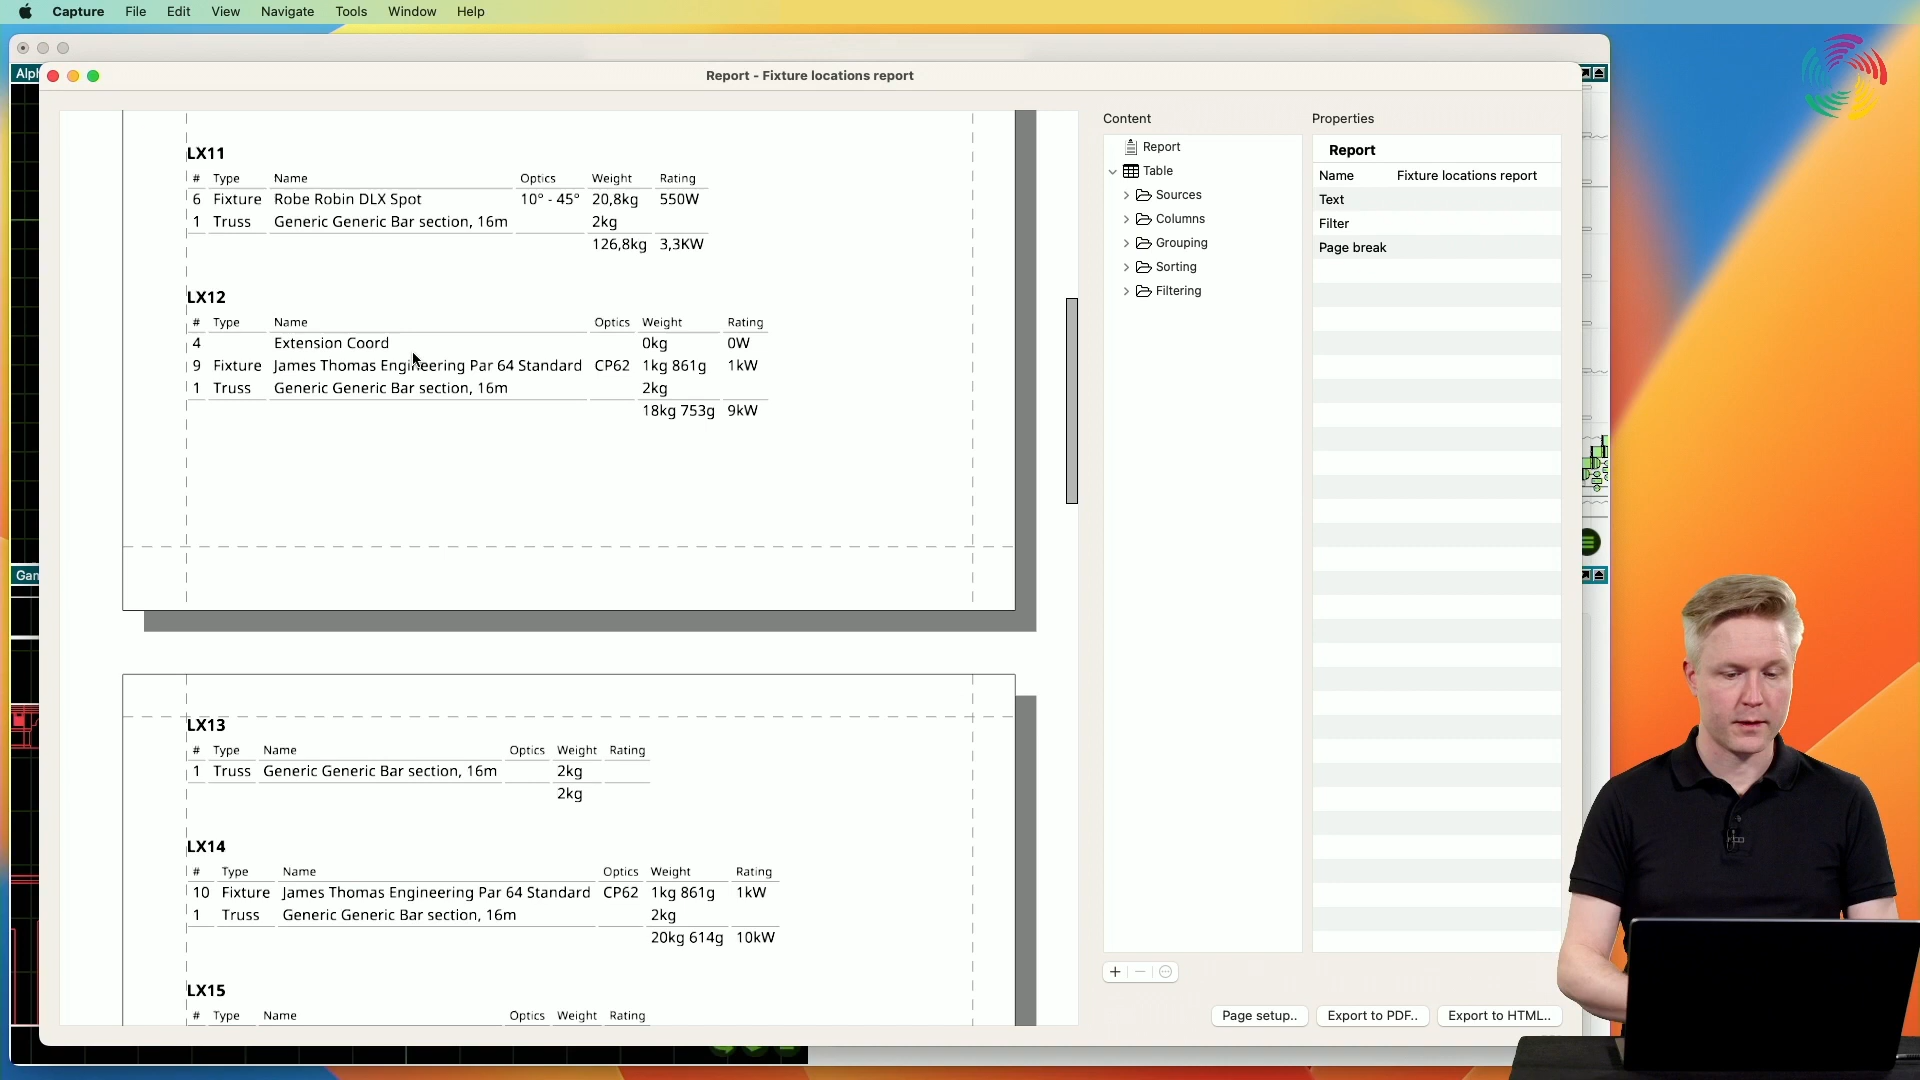 Capture File Edit View Navigate Tools Window Help
Alph
Report - Fixture locations report
LX11
# Type Name Optics Weight Rating
6 Fixture Robe Robin DLX Spot 10° - 45° 20,8kg 550W
1 Truss Generic Generic Bar section, 16m 2kg
126,8kg 3,3KW
LX12
# Type Name Optics Weight Rating
4 Extension Coord 0kg 0W
9 Fixture James Thomas Engineering Par 64 Standard CP62 1kg 861g 1kW
1 Truss Generic Generic Bar section, 16m 2kg
18kg 753g 9kW
LX13
# Type Name Optics Weight Rating
1 Truss Generic Generic Bar section, 16m 2kg
2kg
LX14
# Type Name Optics Weight Rating
10 Fixture James Thomas Engineering Par 64 Standard CP62 1kg 861g 1kW
1 Truss Generic Generic Bar section, 16m 2kg
20kg 614g 10kW
LX15
# Type Name Optics Weight Rating
Gam
Content
Report
Table
Sources
Columns
Grouping
Sorting
Filtering
Properties
Report
Name Fixture locations report
Text
Filter
Page break
Page setup.. Export to PDF.. Export to HTML..